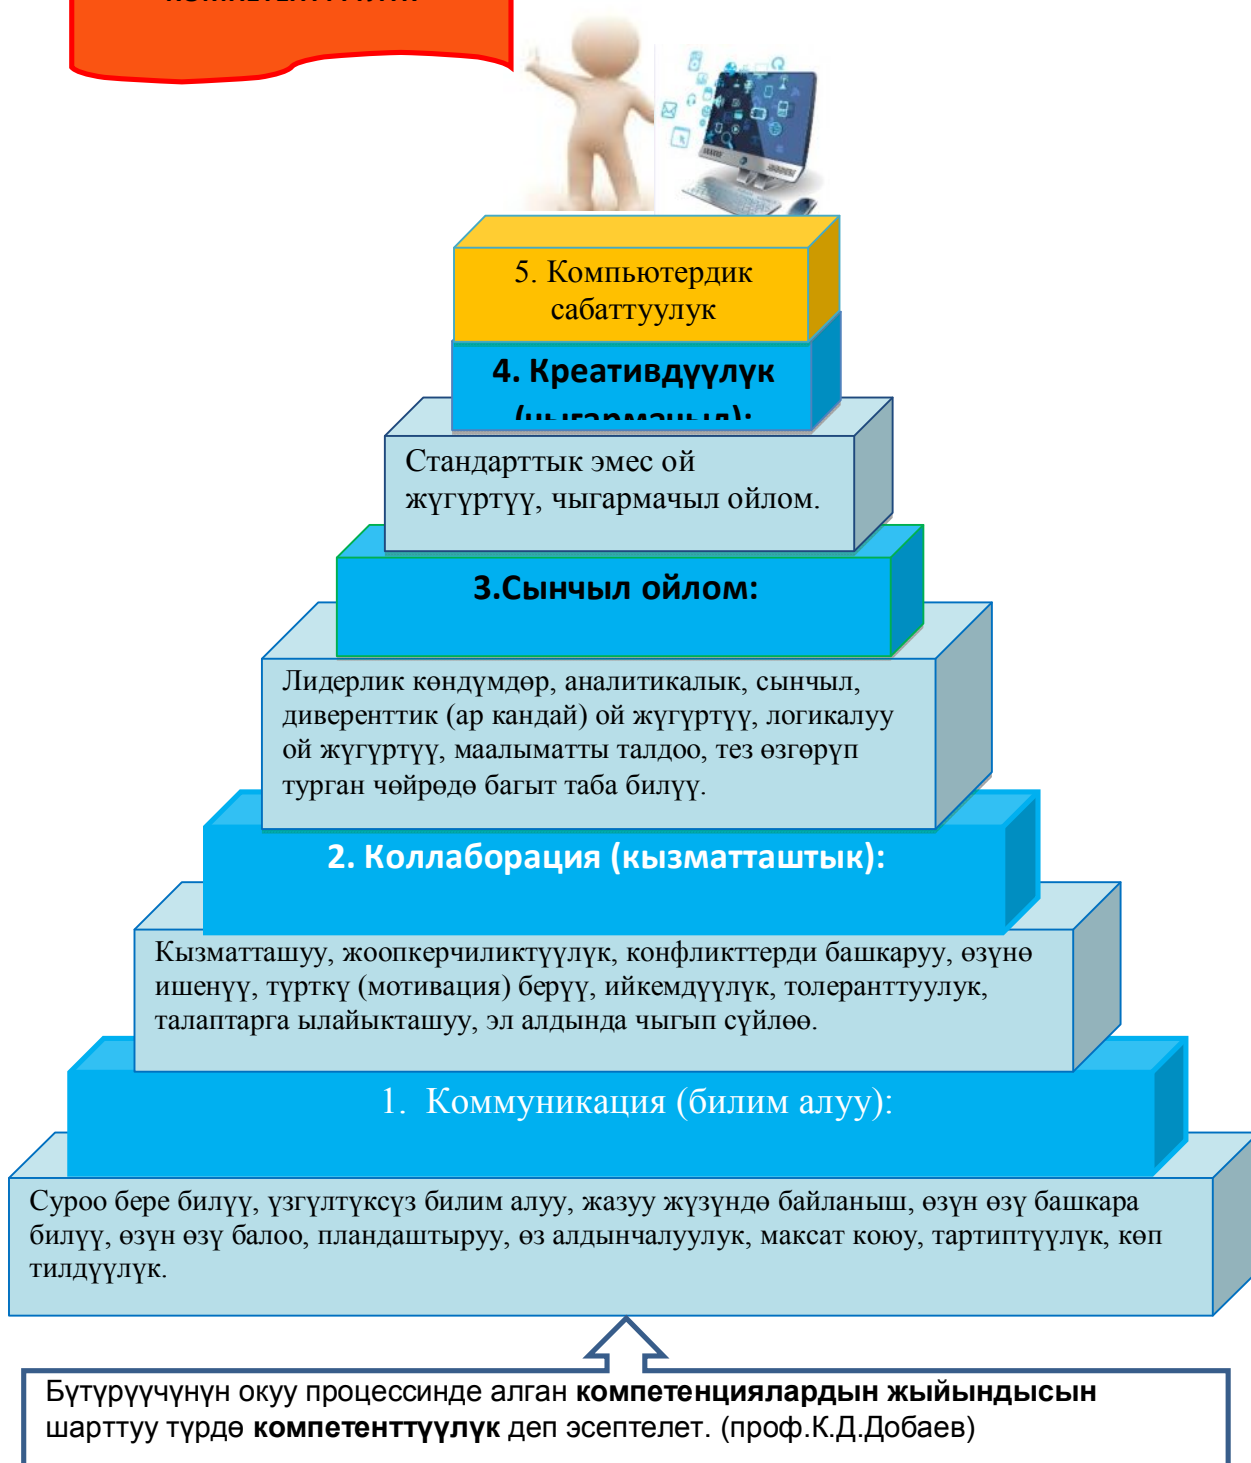 5. Компьютердик
сабаттуулук
4. Креативдүүлүк
(чыгармачыл):
Стандарттык эмес ой
жүгүртүү, чыгармачыл ойлом.
3.Сынчыл ойлом:
Лидерлик көндүмдөр, аналитикалык, сынчыл,
диверенттик (ар кандай) ой жүгүртүү, логикалуу
ой жүгүртүү, маалыматты талдоо, тез өзгөрүп
турган чөйрөдө багыт таба билүү.
2. Коллаборация (кызматташтык):
Кызматташуу, жоопкерчиликтүүлүк, конфликттерди башкаруу, өзүнө
ишенүү, түрткү (мотивация) берүү, ийкемдүүлүк, толеранттуулук,
талаптарга ылайыкташуу, эл алдында чыгып сүйлөө.
1. Коммуникация (билим алуу):
Суроо бере билүү, үзгүлтүксүз билим алуу, жазуу жүзүндө байланыш, өзүн өзү башкара
билүү, өзүн өзү балоо, пландаштыруу, өз алдынчалуулук, максат коюу, тартиптүүлүк, көп
тилдүүлүк.
Бүтүрүүчүнүн окуу процессинде алган компетенциялардын жыйындысын
шарттуу түрдө компетенттүүлүк деп эсептелет. (проф.К.Д.Добаев)